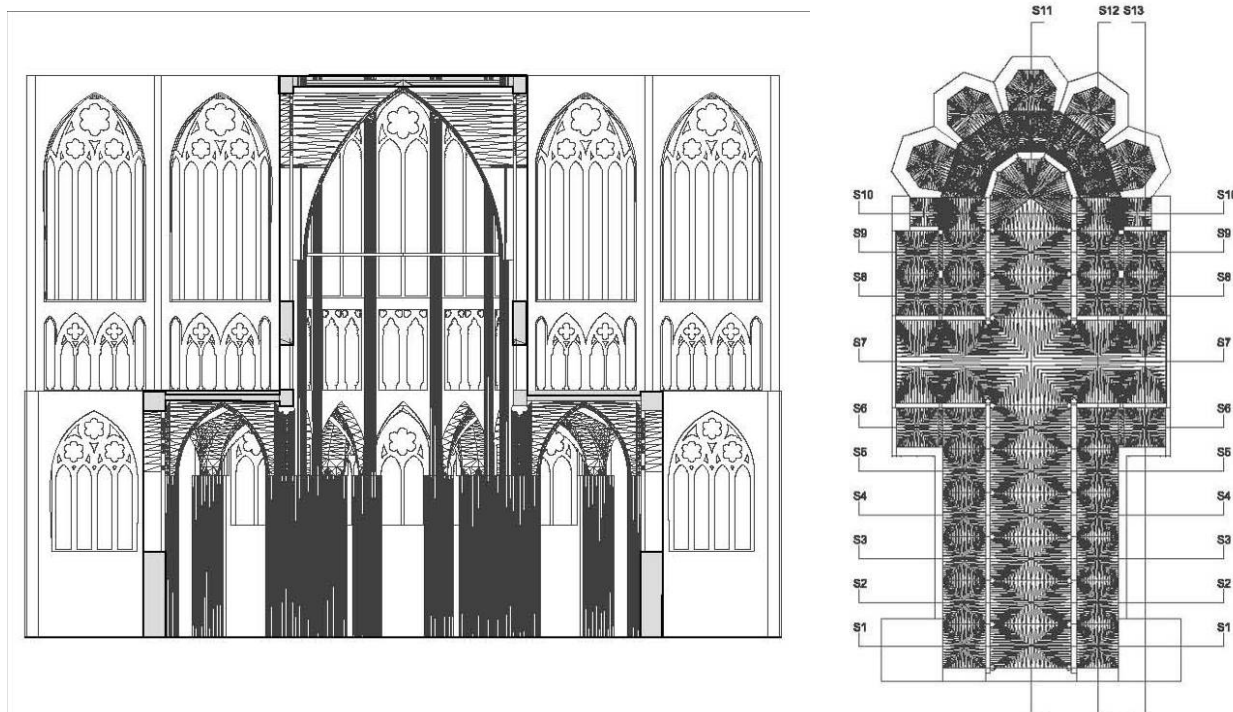 S11 S12 S13
S10 S10
S9 S9
S8 S8
S7 S7
S6 S6
S5 S5
S4 S4
S3 S3
S2 S2
S1 S1